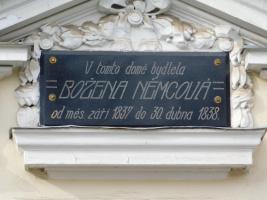 V tomto domě bydlela
BOŽENA NĚMCOVÁ
od měs. září 1837 do 30. dubna 1838.